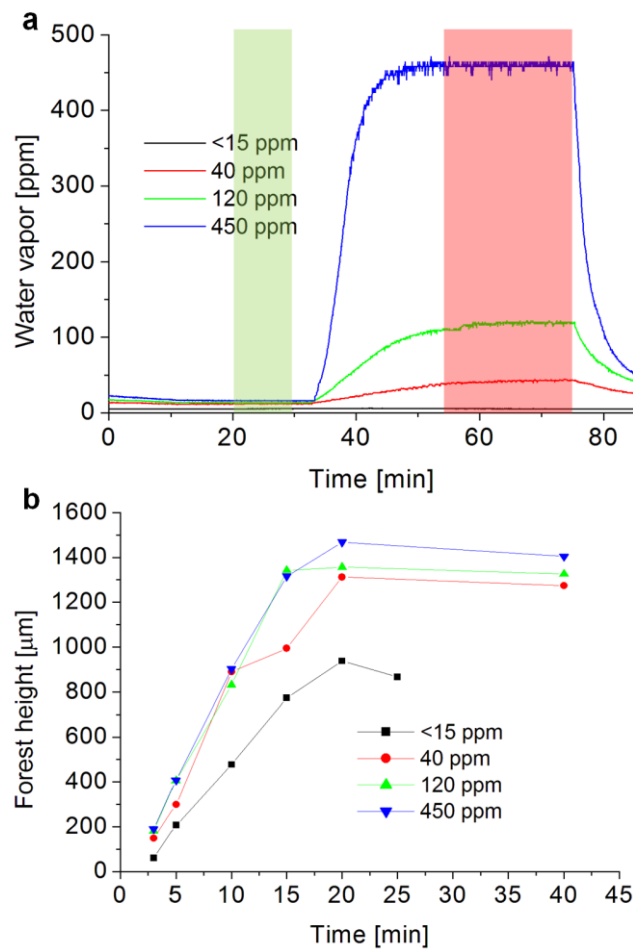 a
500
400
300
200
100
0
Water vapor [ppm]
<15 ppm
40 ppm
120 ppm
450 ppm
0 20 40 60 80
Time [min]
b
1600
1400
1200
1000
800
600
400
200
0
Forest height [μm]
<15 ppm
40 ppm
120 ppm
450 ppm
0 5 10 15 20 25 30 35 40 45
Time [min]